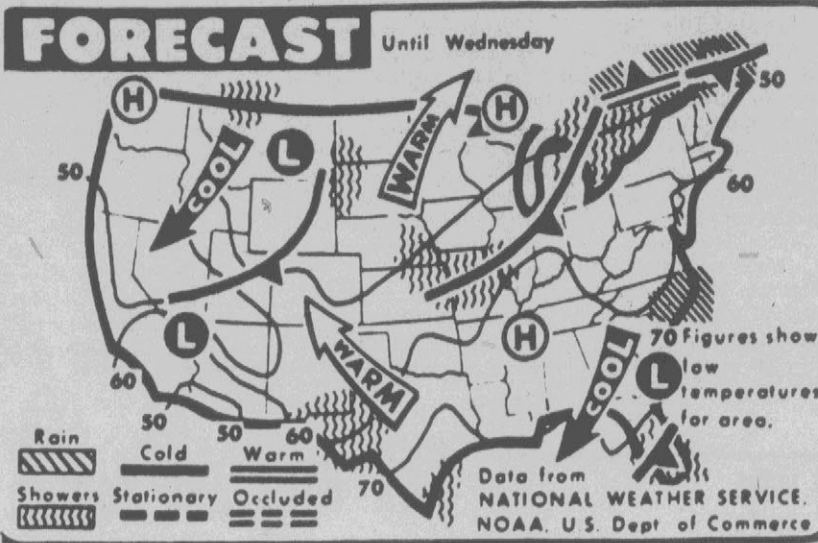 FORECAST Until Wednesday
H
H
50
COOL
L
WARM
50
60
L
WARM
H
COOL
70 Figures show
L low
temperatures
for area.
60
50
50
60
70
Rain
Cold
Warm
Showers
Stationary
Occluded
Data from
NATIONAL WEATHER SERVICE.
NOAA. U.S. Dept of Commerce